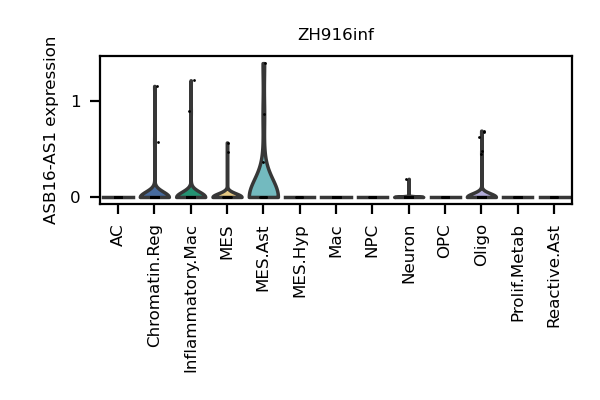 ZH916inf
ASB16-AS1 expression
1
0
AC
Chromatin.Reg
Inflammatory.Mac
MES
MES.Ast
MES.Hyp
Mac
NPC
Neuron
OPC
Oligo
Prolif.Metab
Reactive.Ast